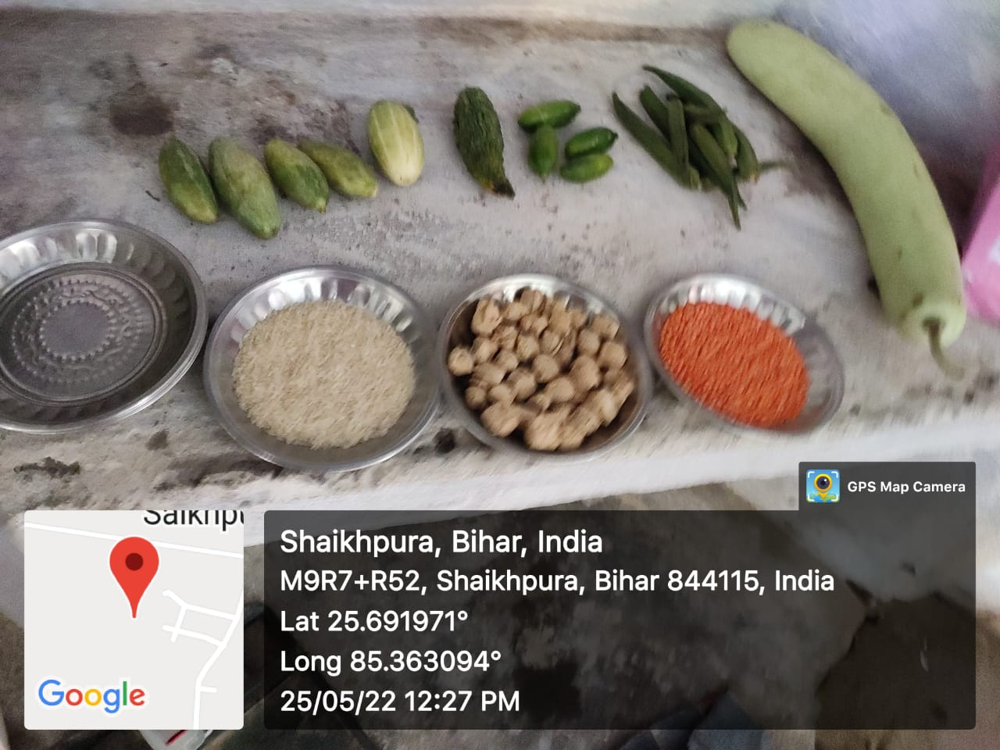 GPS Map Camera
Shaikhpura, Bihar, India
M9R7+R52, Shaikhpura, Bihar 844115, India
Lat 25.691971°
Long 85.363094°
25/05/22 12:27 PM
Google